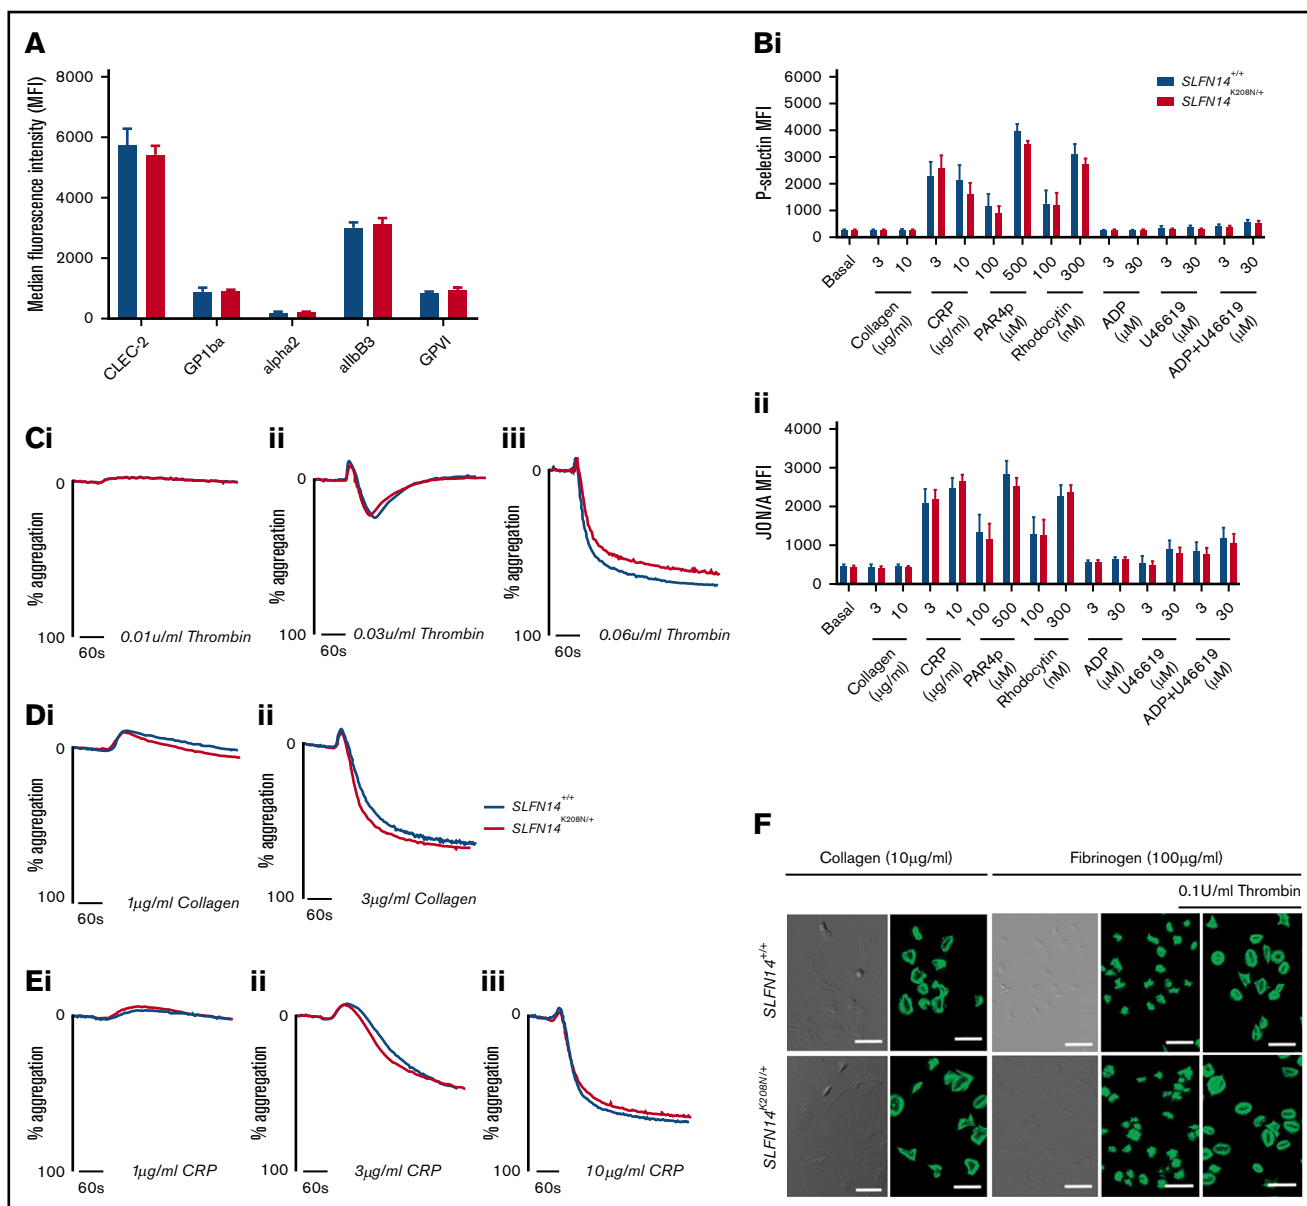 A
Median fluorescence intensity (MFI)
8000
6000
4000
2000
0
CLEC-2
GP1ba
alpha2
aIIbB3
GPVI
Bi
P-selectin MFI
6000
5000
4000
3000
2000
1000
0
SLFN14+/+
SLFN14K208N/+
Basal
3 10 3 10 100 500 100 300 3 30 3 30 3 30
Collagen (µg/ml)
CRP (µg/ml)
PAR4p (µM)
Rhodocytin (nM)
ADP (µM)
U46619 (µM)
ADP+U46619 (µM)
ii
JON/A MFI
4000
3000
2000
1000
0
Basal
3 10 3 10 100 500 100 300 3 30 3 30 3 30
Collagen (µg/ml)
CRP (µg/ml)
PAR4p (µM)
Rhodocytin (nM)
ADP (µM)
U46619 (µM)
ADP+U46619 (µM)
Ci
0
% aggregation
100
60s
0.01u/ml Thrombin
ii
0
% aggregation
100
60s
0.03u/ml Thrombin
iii
0
% aggregation
100
60s
0.06u/ml Thrombin
Di
0
% aggregation
100
60s
1µg/ml Collagen
ii
0
% aggregation
100
60s
3µg/ml Collagen
SLFN14+/+
SLFN14K208N/+
Ei
0
% aggregation
100
60s
1µg/ml CRP
ii
0
% aggregation
100
60s
3µg/ml CRP
iii
0
% aggregation
100
60s
10µg/ml CRP
F
Collagen (10µg/ml)
Fibrinogen (100µg/ml)
0.1U/ml Thrombin
SLFN14+/+
SLFN14K208N/+